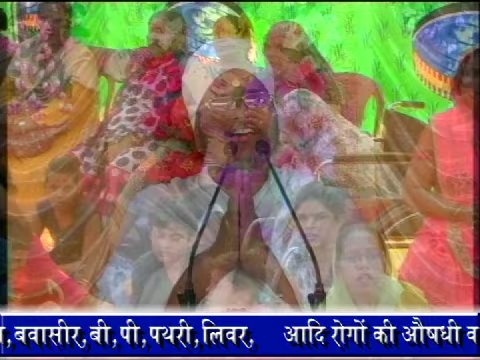 ,बवासीर,बी,पी,पथरी,लिवर, आदि रोगों की औषधी व